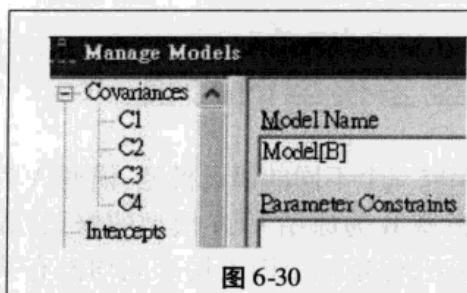 Manage Models
Covariances
C1
C2
C3
C4
Intercepts
Model Name
Model[B]
Parameter Constraints
图 6-30